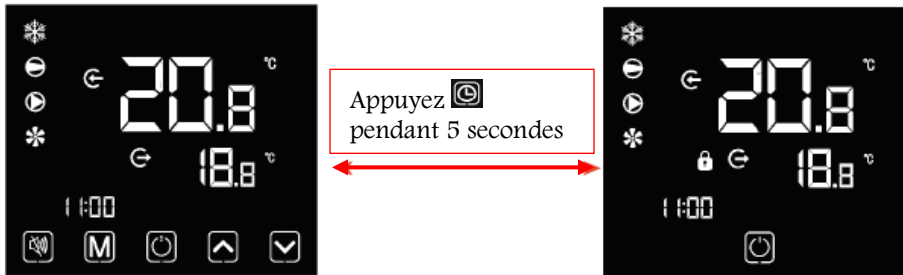 20.8 °C
18.8 °C
11:00
M
Appuyez
pendant 5 secondes
20.8 °C
18.8 °C
11:00